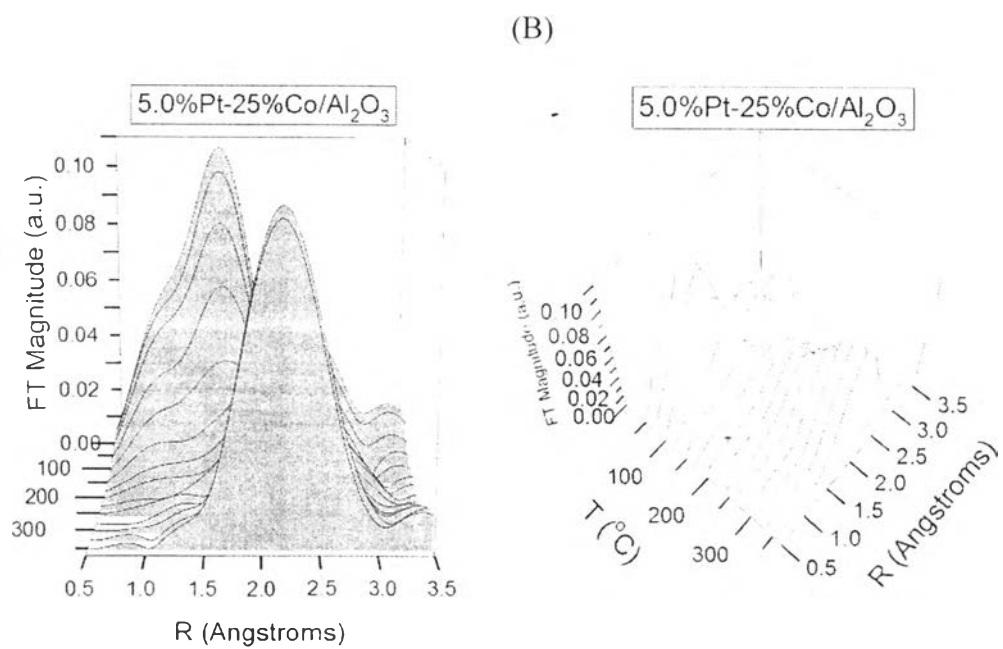 (B)
5.0%Pt-25%Co/Al₂O₃
FT Magnitude (a.u.)
0.10
0.08
0.06
0.04
0.02
0.00
100
200
300
0.5 1.0 1.5 2.0 2.5 3.0 3.5
R (Angstroms)
5.0%Pt-25%Co/Al₂O₃
FT Magnitude (a.u.)
0.10
0.08
0.06
0.04
0.02
0.00
100
200
300
T (°C)
0.5
1.0
1.5
2.0
2.5
3.0
3.5
R (Angstroms)